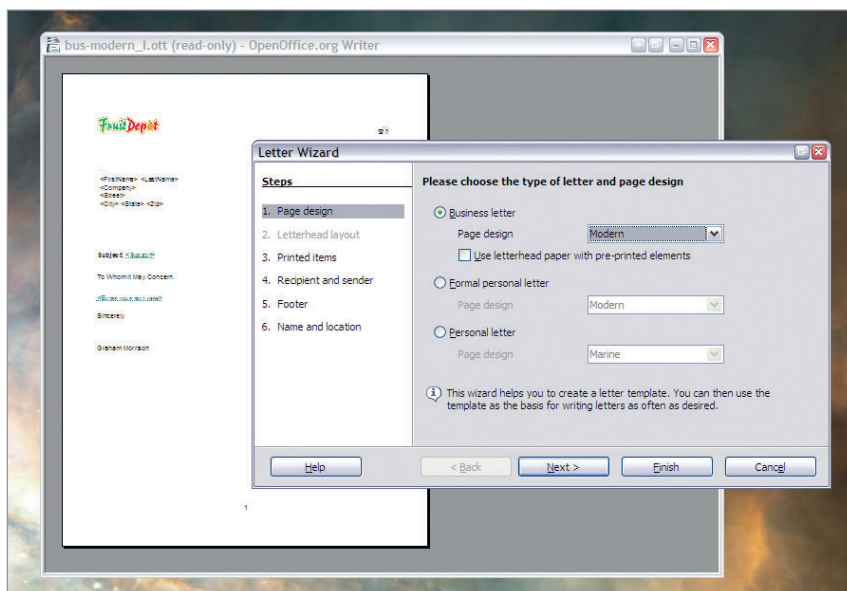 bus-modern_l.ott (read-only) - OpenOffice.org Writer
FruitDepot
<FirstName> <LastName>
<Company>
<Street>
<City> <State> <Zip>
Subject:
To Whom It May Concern
Sincerely
Graham Morrison
1
Letter Wizard
Steps
1. Page design
2. Letterhead layout
3. Printed items
4. Recipient and sender
5. Footer
6. Name and location
Please choose the type of letter and page design
Business letter
Page design Modern
Use letterhead paper with pre-printed elements
Formal personal letter
Page design Modern
Personal letter
Page design Marine
This wizard helps you to create a letter template. You can then use the
template as the basis for writing letters as often as desired.
Help < Back Next > Finish Cancel